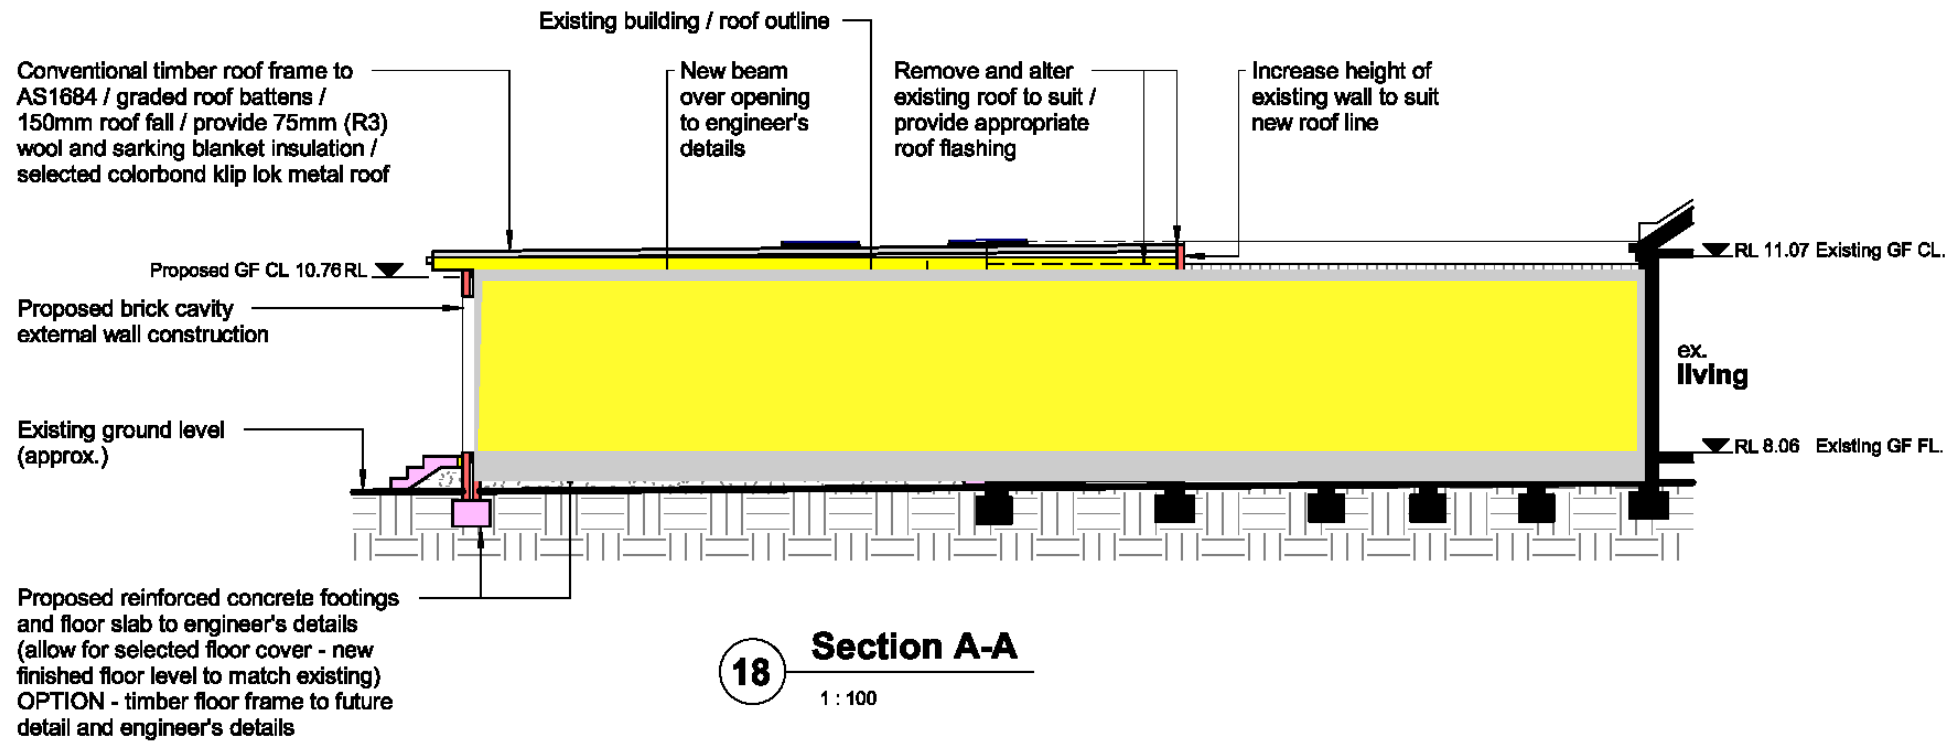 Existing building / roof outline
Conventional timber roof frame to
AS1684 / graded roof battens /
150mm roof fall / provide 75mm (R3)
wool and sarking blanket insulation /
selected colorbond klip lok metal roof
New beam
over opening
to engineer's
details
Remove and alter
existing roof to suit /
provide appropriate
roof flashing
Increase height of
existing wall to suit
new roof line
Proposed GF CL 10.76 RL
RL 11.07 Existing GF CL.
Proposed brick cavity
external wall construction
ex.
living
Existing ground level
(approx.)
RL 8.06 Existing GF FL.
Proposed reinforced concrete footings
and floor slab to engineer's details
(allow for selected floor cover - new
finished floor level to match existing)
OPTION - timber floor frame to future
detail and engineer's details
18 Section A-A
1 : 100